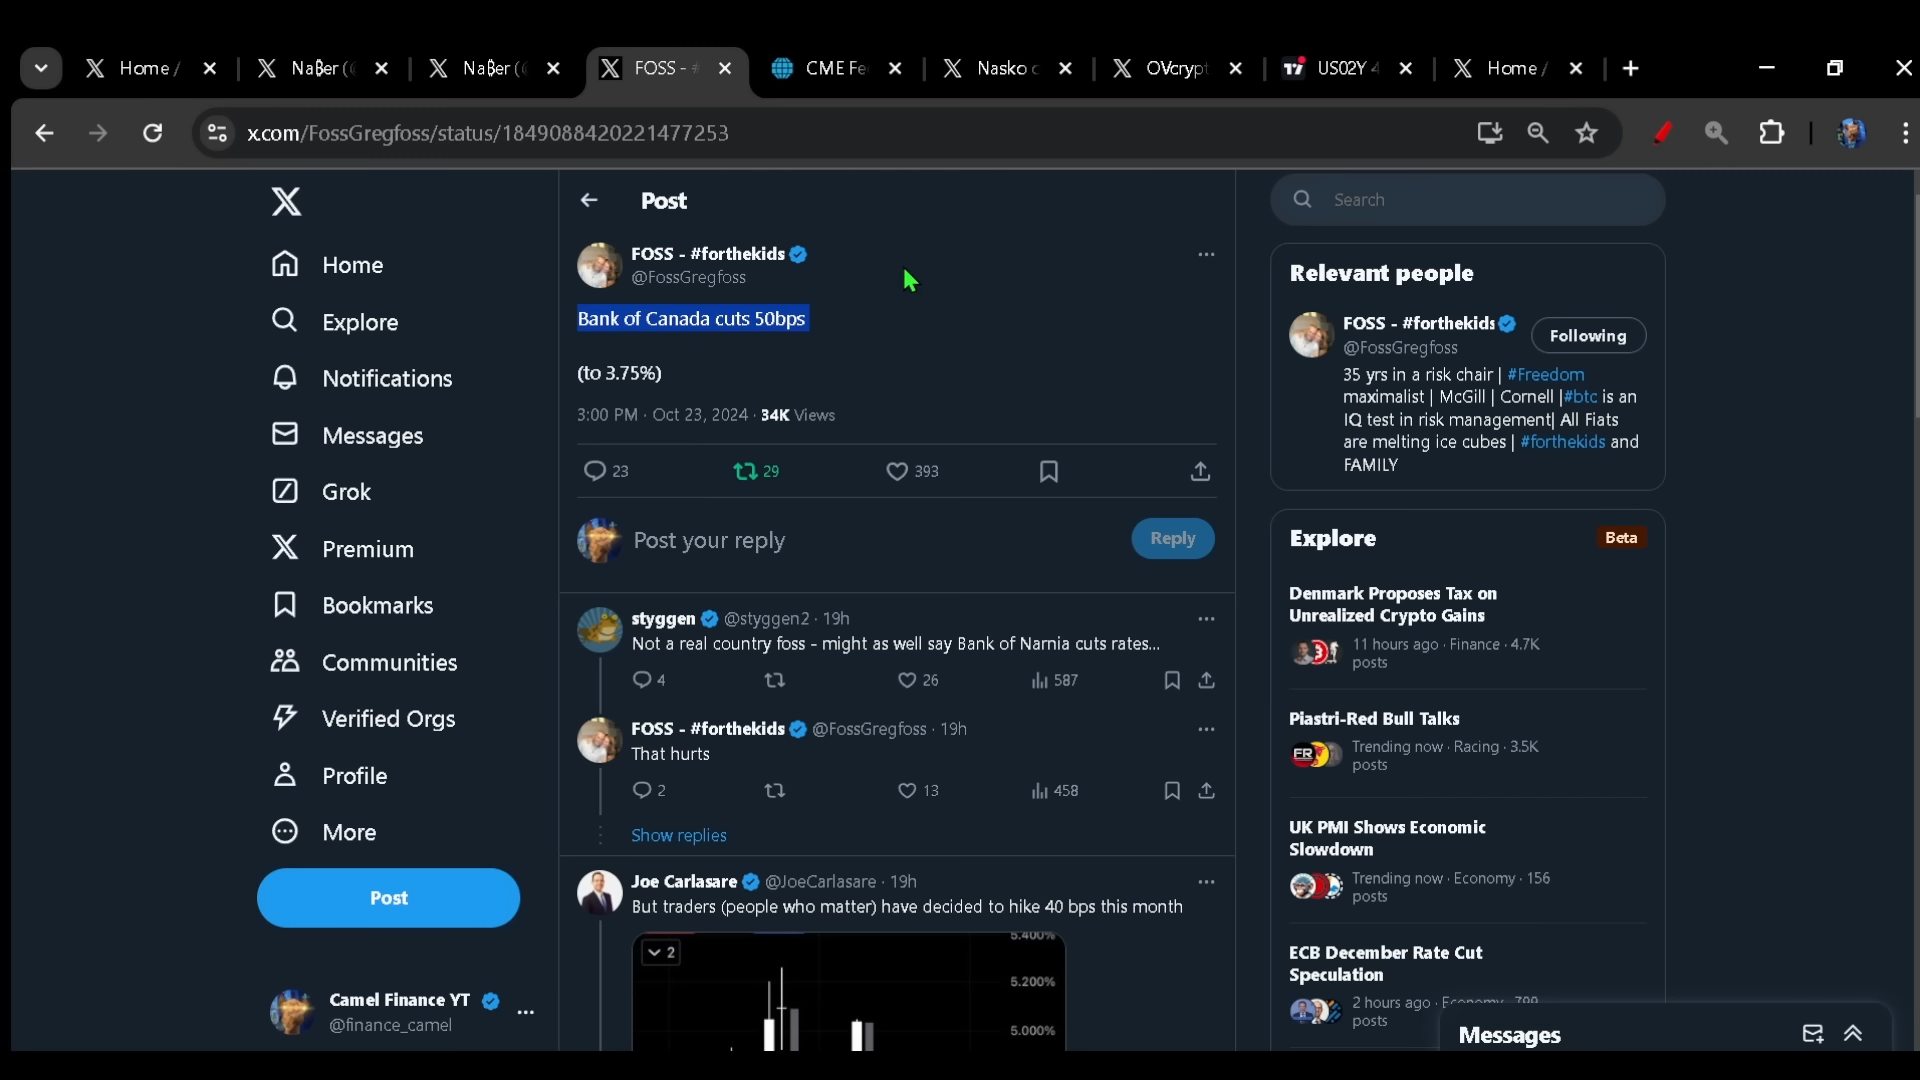 Home /
Naβer (
Naβer (
FOSS - #
CME Fe
Nasko c
OVcrypt
US02Y 4
Home /
x.com/FossGregfoss/status/1849088420221477253
Home
Explore
Notifications
Messages
Grok
Premium
Bookmarks
Communities
Verified Orgs
Profile
More
Post
Camel Finance YT
@finance_camel
Post
FOSS - #forthekids
@FossGregfoss
Bank of Canada cuts 50bps
(to 3.75%)
3:00 PM · Oct 23, 2024 · 34K Views
23 29 393
Post your reply
Reply
styggen @styggen2 · 19h
Not a real country foss - might as well say Bank of Narnia cuts rates...
4 26 587
FOSS - #forthekids @FossGregfoss · 19h
That hurts
2 13 458
Show replies
Joe Carlasare @JoeCarlasare · 19h
But traders (people who matter) have decided to hike 40 bps this month
2
5.400%
5.200%
5.000%
Search
Relevant people
FOSS - #forthekids
@FossGregfoss
Following
35 yrs in a risk chair | #Freedom
maximalist | McGill | Cornell |#btc is an
IQ test in risk management| All Fiats
are melting ice cubes | #forthekids and
FAMILY
Explore
Beta
Denmark Proposes Tax on
Unrealized Crypto Gains
11 hours ago · Finance · 4.7K
posts
Piastri-Red Bull Talks
Trending now · Racing · 3.5K
posts
UK PMI Shows Economic
Slowdown
Trending now · Economy · 156
posts
ECB December Rate Cut
Speculation
2 hours ago · Economy · 799
posts
Messages